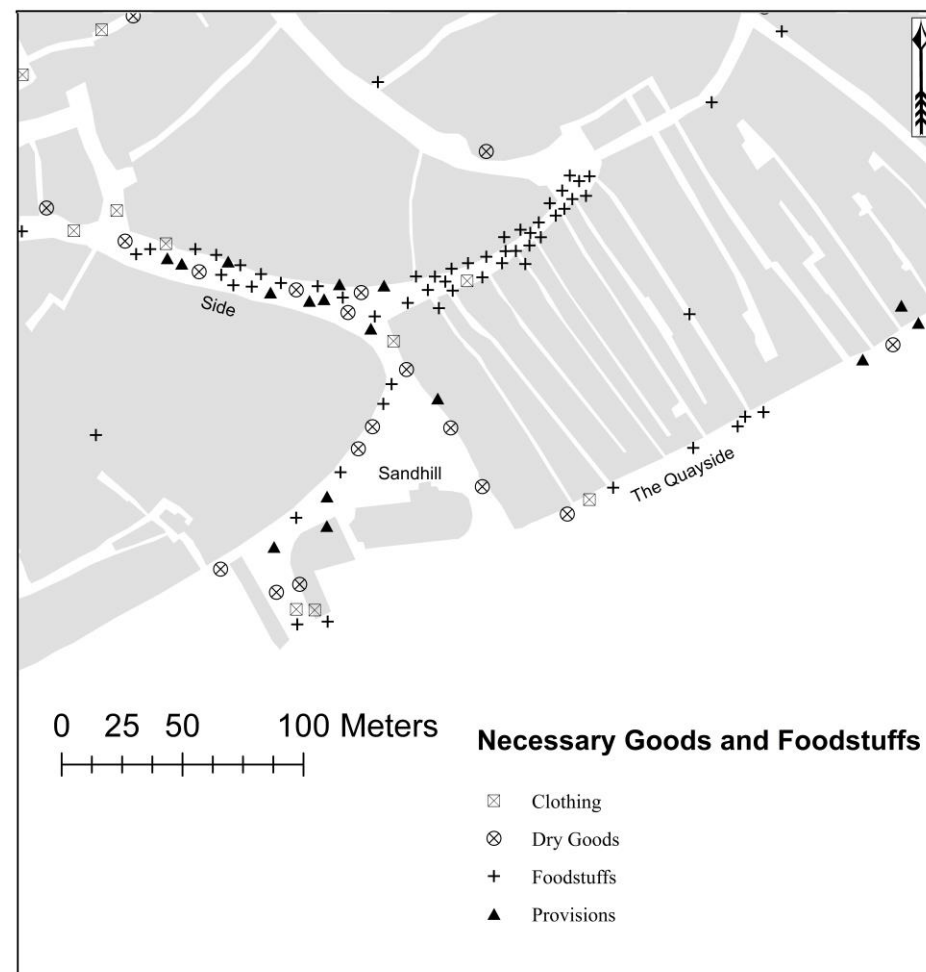 Side
Sandhill
The Quayside
0 25 50 100 Meters
Necessary Goods and Foodstuffs
Clothing
Dry Goods
Foodstuffs
Provisions